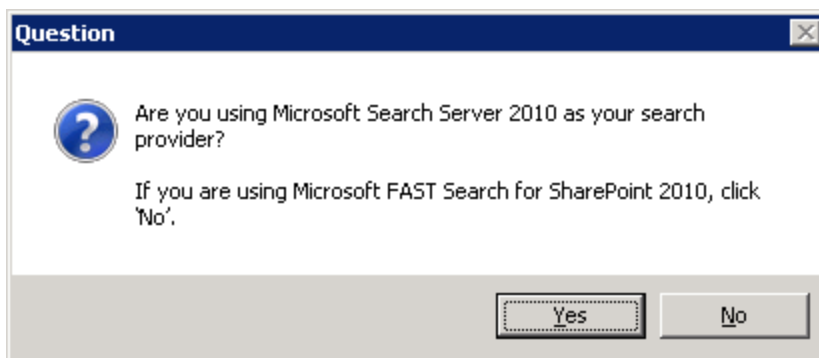 Question
Are you using Microsoft Search Server 2010 as your search
provider?
If you are using Microsoft FAST Search for SharePoint 2010, click
'No'.
Yes
No